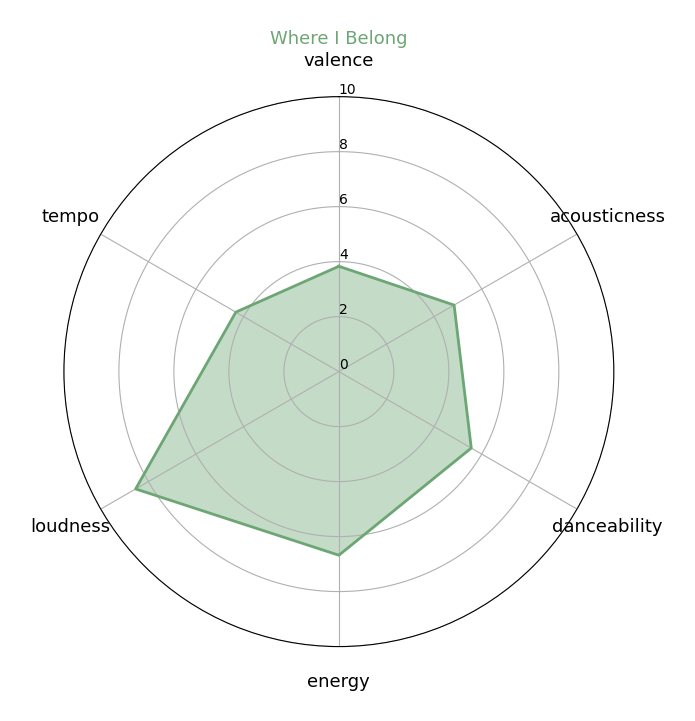 Where I Belong
valence
10
8
tempo
6
acousticness
4
2
0
loudness
danceability
energy